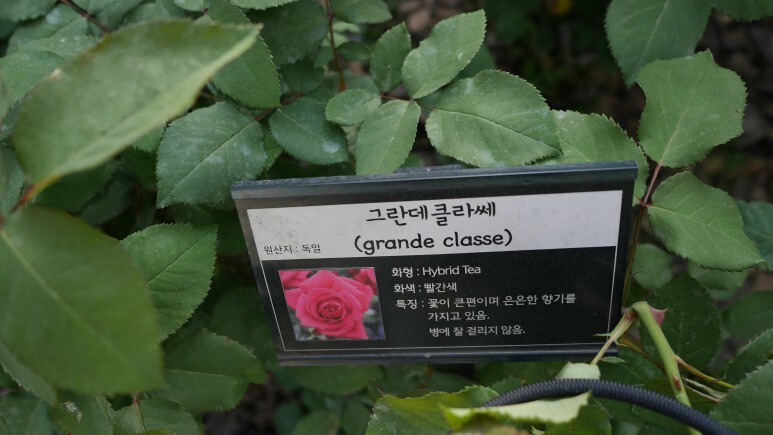 그란데클라쎄
원산지 : 독일
(grande classe)
화형 : Hybrid Tea
화색 : 빨간색
특징 : 꽃이 큰편이며 은은한 향기를
가지고 있음.
병에 잘 걸리지 않음.